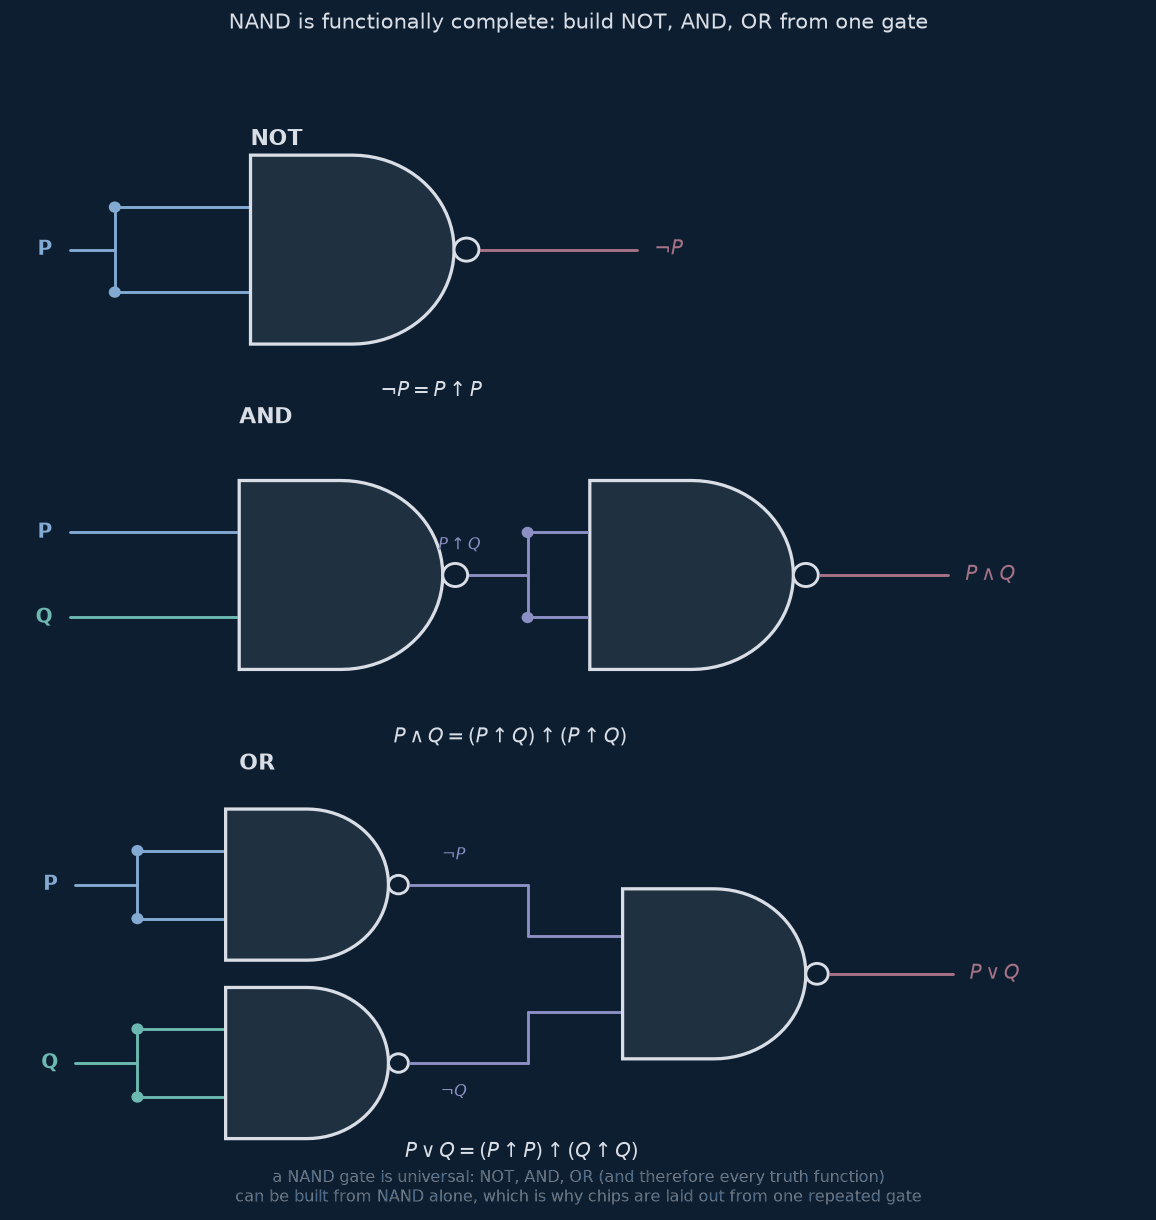 NAND is functionally complete: build NOT, AND, OR from one gate
NOT
P
¬P
¬P = P ↑ P
AND
P
P ↑ Q
P ∧ Q
Q
P ∧ Q = (P ↑ Q) ↑ (P ↑ Q)
OR
¬P
P
P ∨ Q
Q
¬Q
P ∨ Q = (P ↑ P) ↑ (Q ↑ Q)
a NAND gate is universal: NOT, AND, OR (and therefore every truth function)
can be built from NAND alone, which is why chips are laid out from one repeated gate